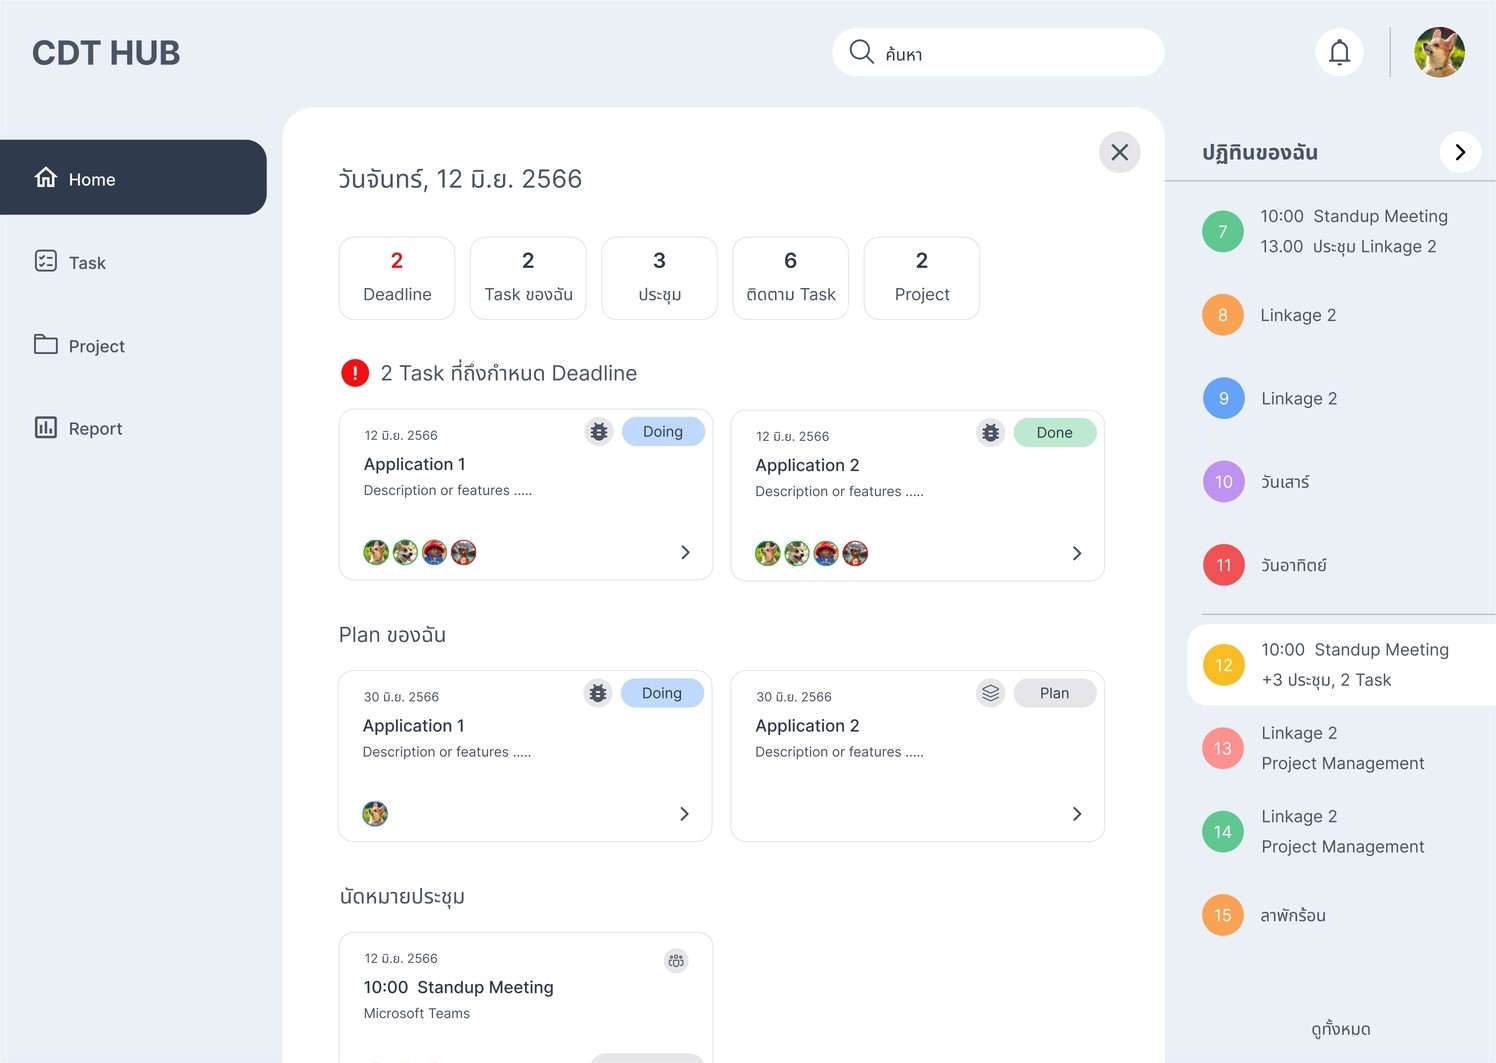 CDT HUB
ค้นหา
Home
Task
Project
Report
วันจันทร์, 12 มิ.ย. 2566
2
Deadline
2
Task ของฉัน
3
ประชุม
6
ติดตาม Task
2
Project
2 Task ที่ถึงกำหนด Deadline
12 มิ.ย. 2566
Doing
Application 1
Description or features .....
12 มิ.ย. 2566
Done
Application 2
Description or features .....
Plan ของฉัน
30 มิ.ย. 2566
Doing
Application 1
Description or features .....
30 มิ.ย. 2566
Plan
Application 2
Description or features .....
นัดหมายประชุม
12 มิ.ย. 2566
10:00 Standup Meeting
Microsoft Teams
ปฏิทินของฉัน
7
10:00 Standup Meeting
13.00 ประชุม Linkage 2
8
Linkage 2
9
Linkage 2
10
วันเสาร์
11
วันอาทิตย์
12
10:00 Standup Meeting
+3 ประชุม, 2 Task
13
Linkage 2
Project Management
14
Linkage 2
Project Management
15
ลาพักร้อน
ดูทั้งหมด